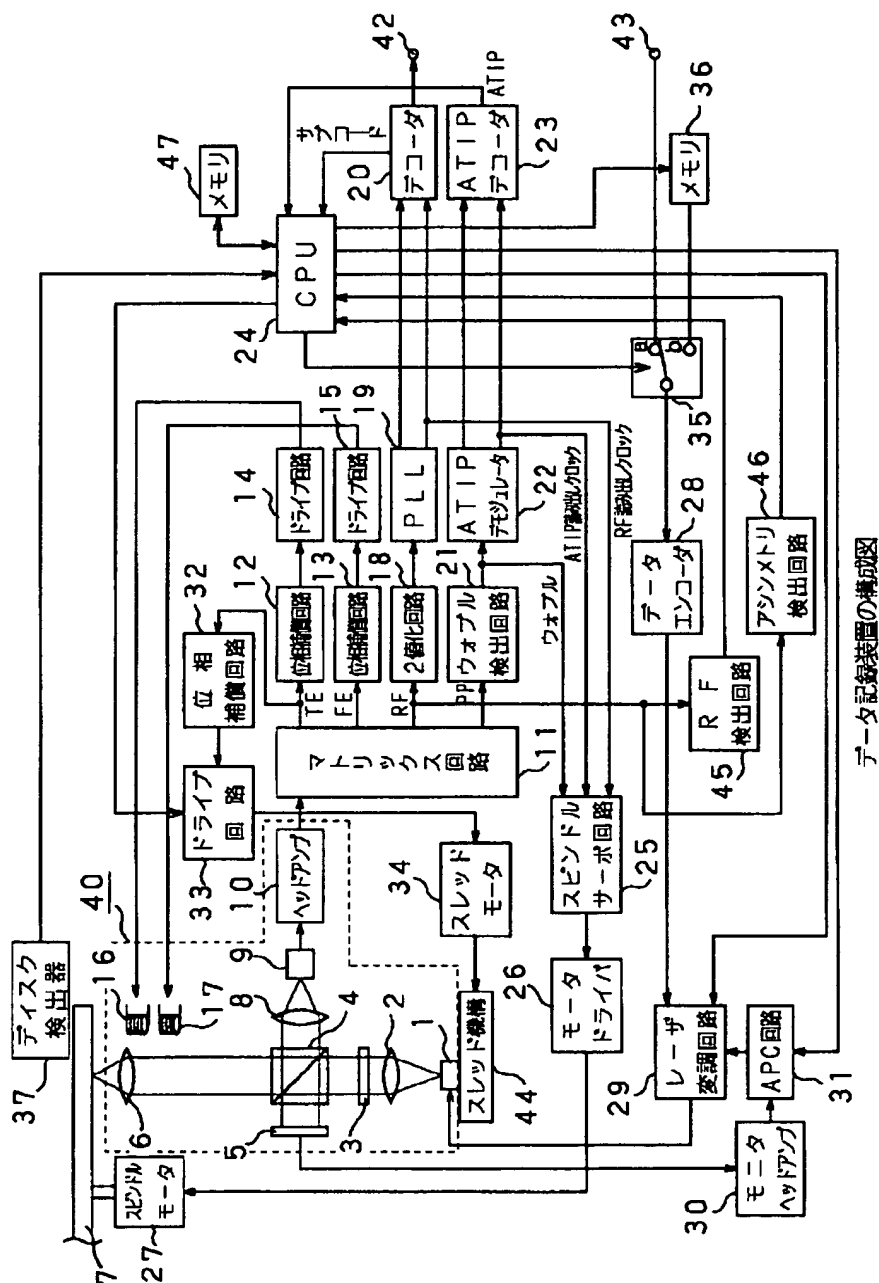 ディスク
検出器
37
40
16
17
6
7
スピンドル
モータ
27
5
4
3
2
1
8
9
ヘッドアンプ
10
スレッド機構
44
スレッド
モータ
34
ドライブ
回路
33
位相
補償回路
32
マトリックス回路
11
TE
FE
RF
PP
位相補償回路
12
位相補償回路
13
2値化回路
18
ウォブル
検出回路
21
ドライブ回路
14
ドライブ回路
15
PLL
19
ATIP
デモジュレータ
22
CPU
24
メモリ
47
サブコード
デコーダ
20
ATIP
デコーダ
23
ATIP
42
43
メモリ
36
a
b
35
ウォブル
ATIP読み出しクロック
RF読み出しクロック
スピンドル
サーボ回路
25
モータ
ドライバ
26
データ
エンコーダ
28
レーザ
変調回路
29
APC回路
31
モニタ
ヘッドアンプ
30
RF
検出回路
45
アシンメトリ
検出回路
46
データ記録装置の構成図